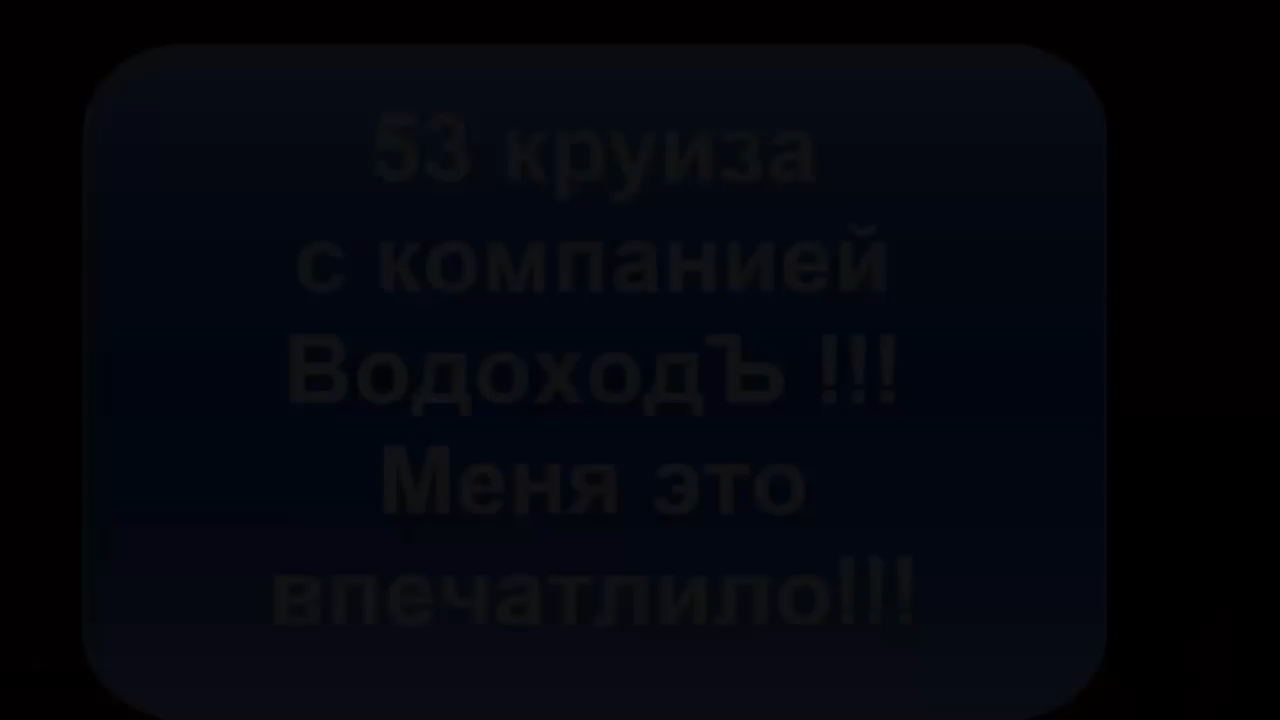 53 круиза
с компанией
ВодоходЪ !!!
Меня это
впечатлило!!!